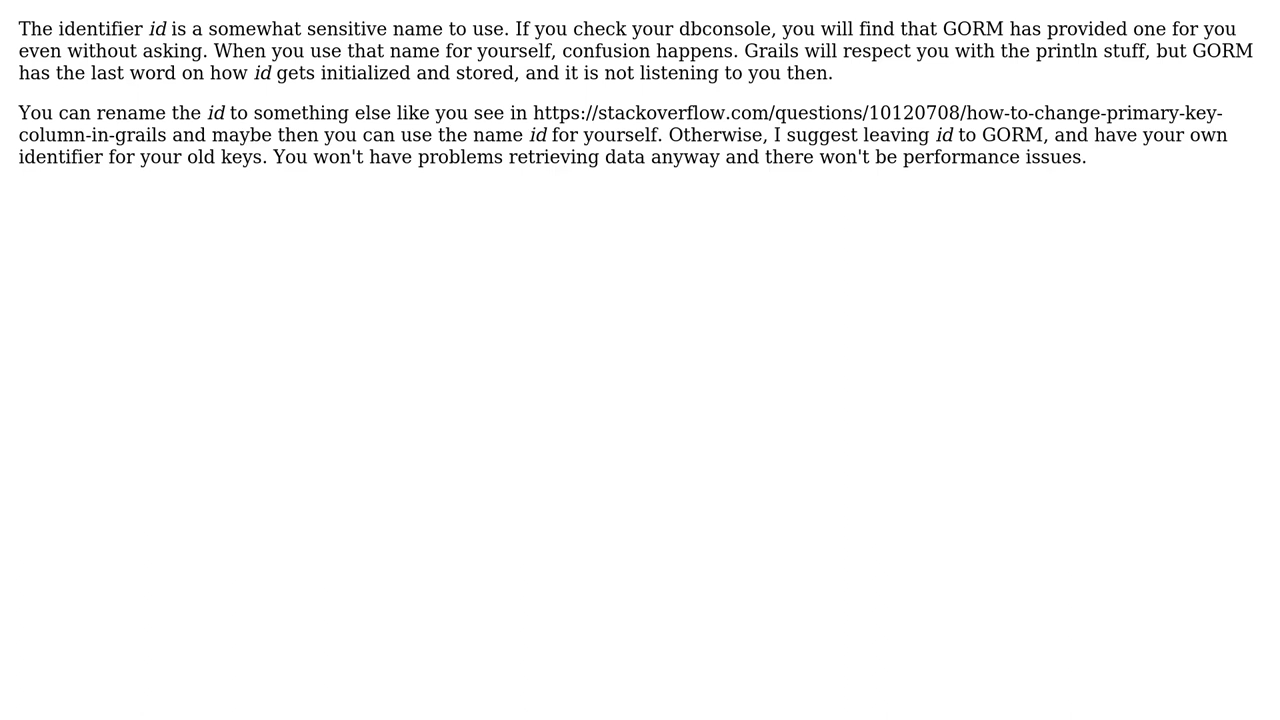 The identifier id is a somewhat sensitive name to use. If you check your dbconsole, you will find that GORM has provided one for you
even without asking. When you use that name for yourself, confusion happens. Grails will respect you with the println stuff, but GORM
has the last word on how id gets initialized and stored, and it is not listening to you then.
You can rename the id to something else like you see in https://stackoverflow.com/questions/10120708/how-to-change-primary-key-
column-in-grails and maybe then you can use the name id for yourself. Otherwise, I suggest leaving id to GORM, and have your own
identifier for your old keys. You won't have problems retrieving data anyway and there won't be performance issues.